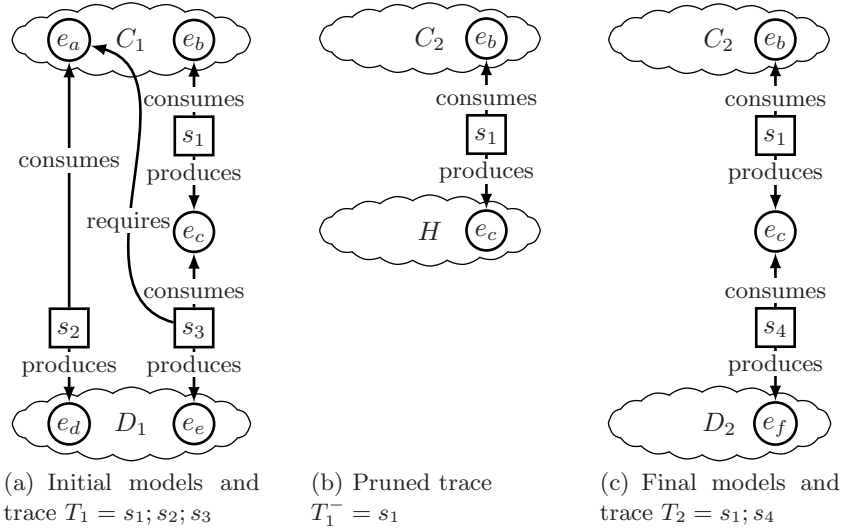 e_a C_1 e_b C_2 e_b C_2 e_b
consumes consumes consumes
s_1 s_1 s_1
consumes
produces produces produces
requires
e_c H e_c e_c
consumes consumes
s_2 s_3 s_4
produces produces produces
e_d D_1 e_e D_2 e_f
(a) Initial models and
trace T_1 = s_1; s_2; s_3
(b) Pruned trace
T_1^- = s_1
(c) Final models and
trace T_2 = s_1; s_4